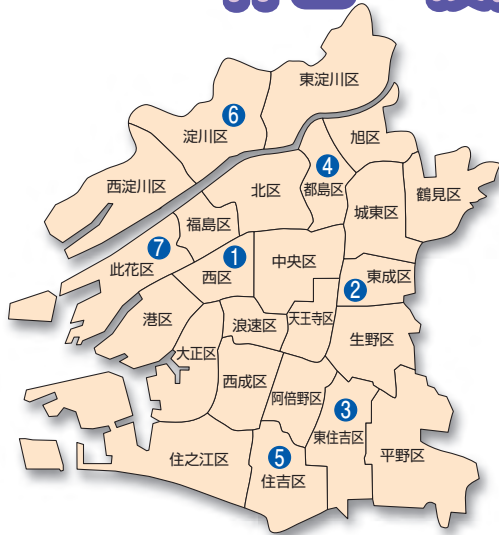 東淀川区
6
淀川区
旭区
4
都島区
西淀川区
北区
鶴見区
城東区
福島区
7
此花区
1
西区
中央区
東成区
2
港区
浪速区
天王寺区
生野区
大正区
西成区
阿倍野区
3
東住吉区
平野区
住之江区
5
住吉区